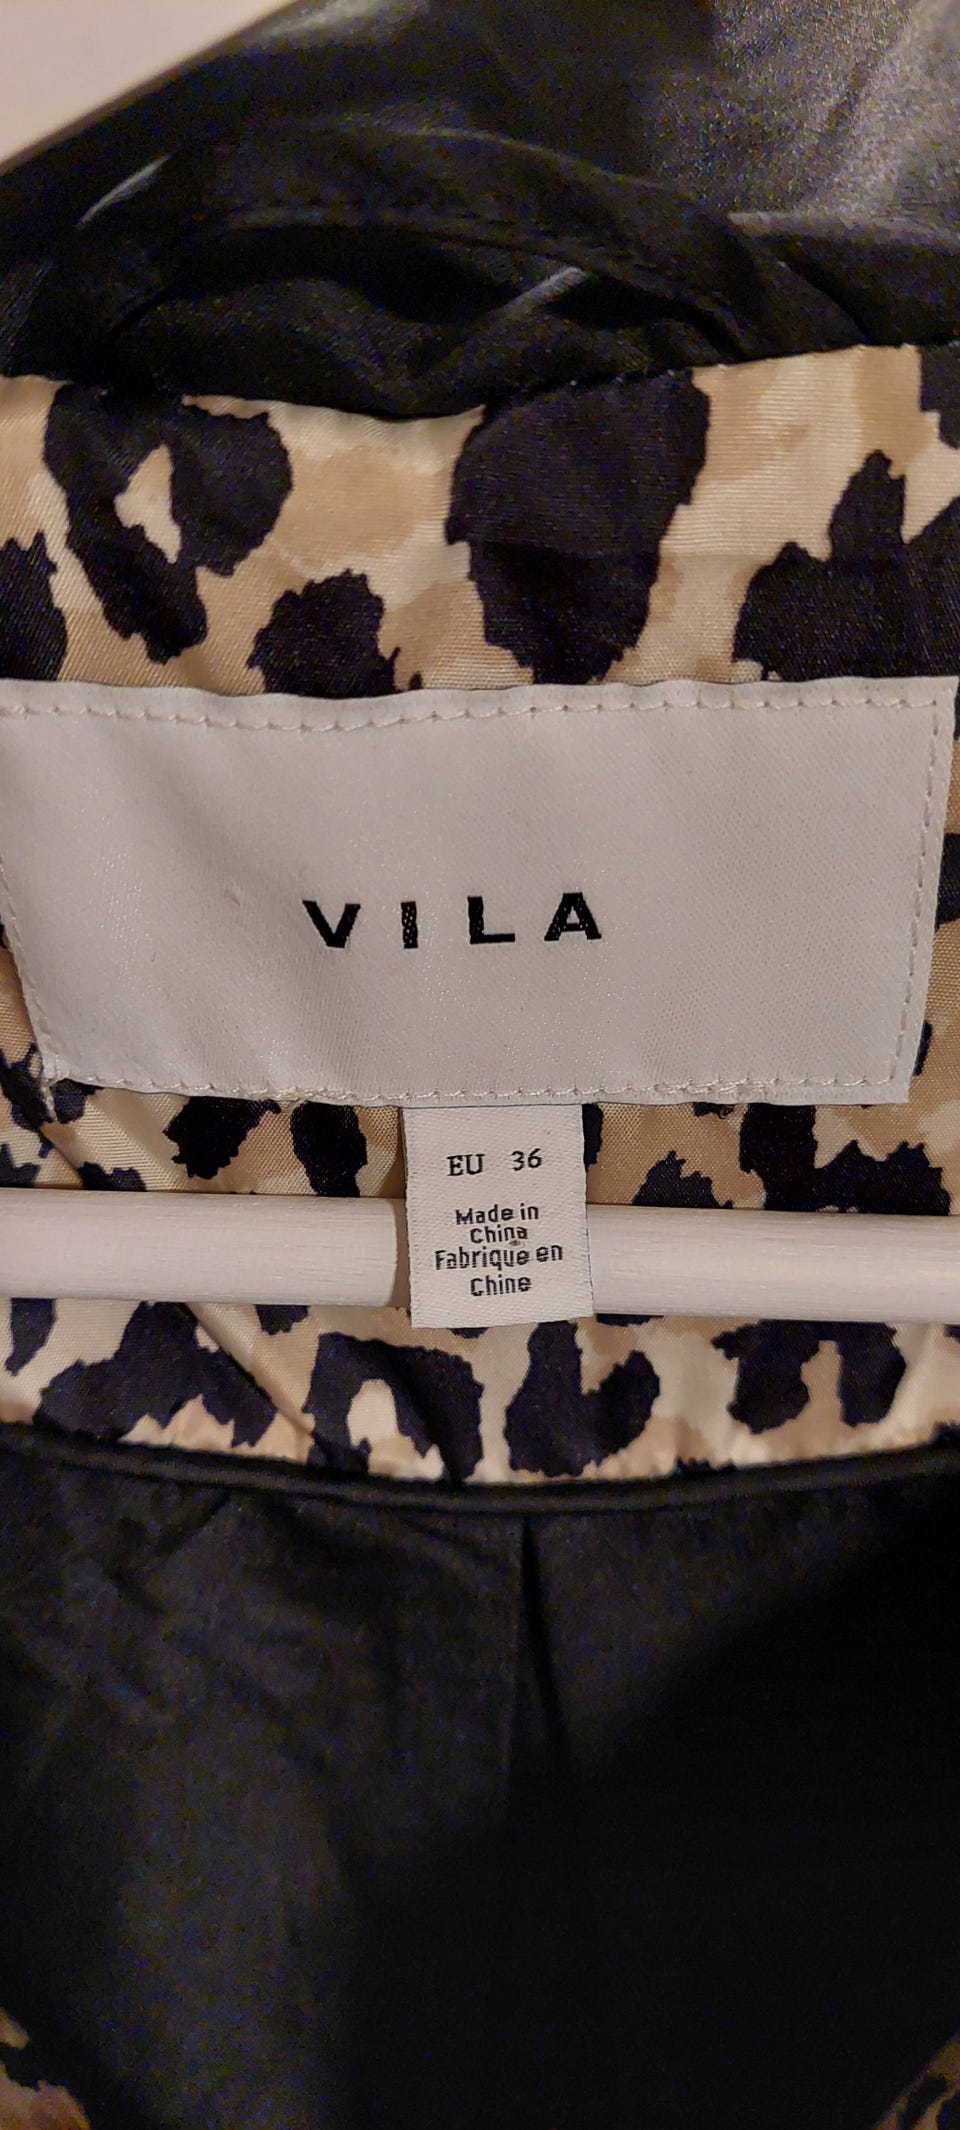 VILA
EU 36
Made in
China
Fabrique en
Chine